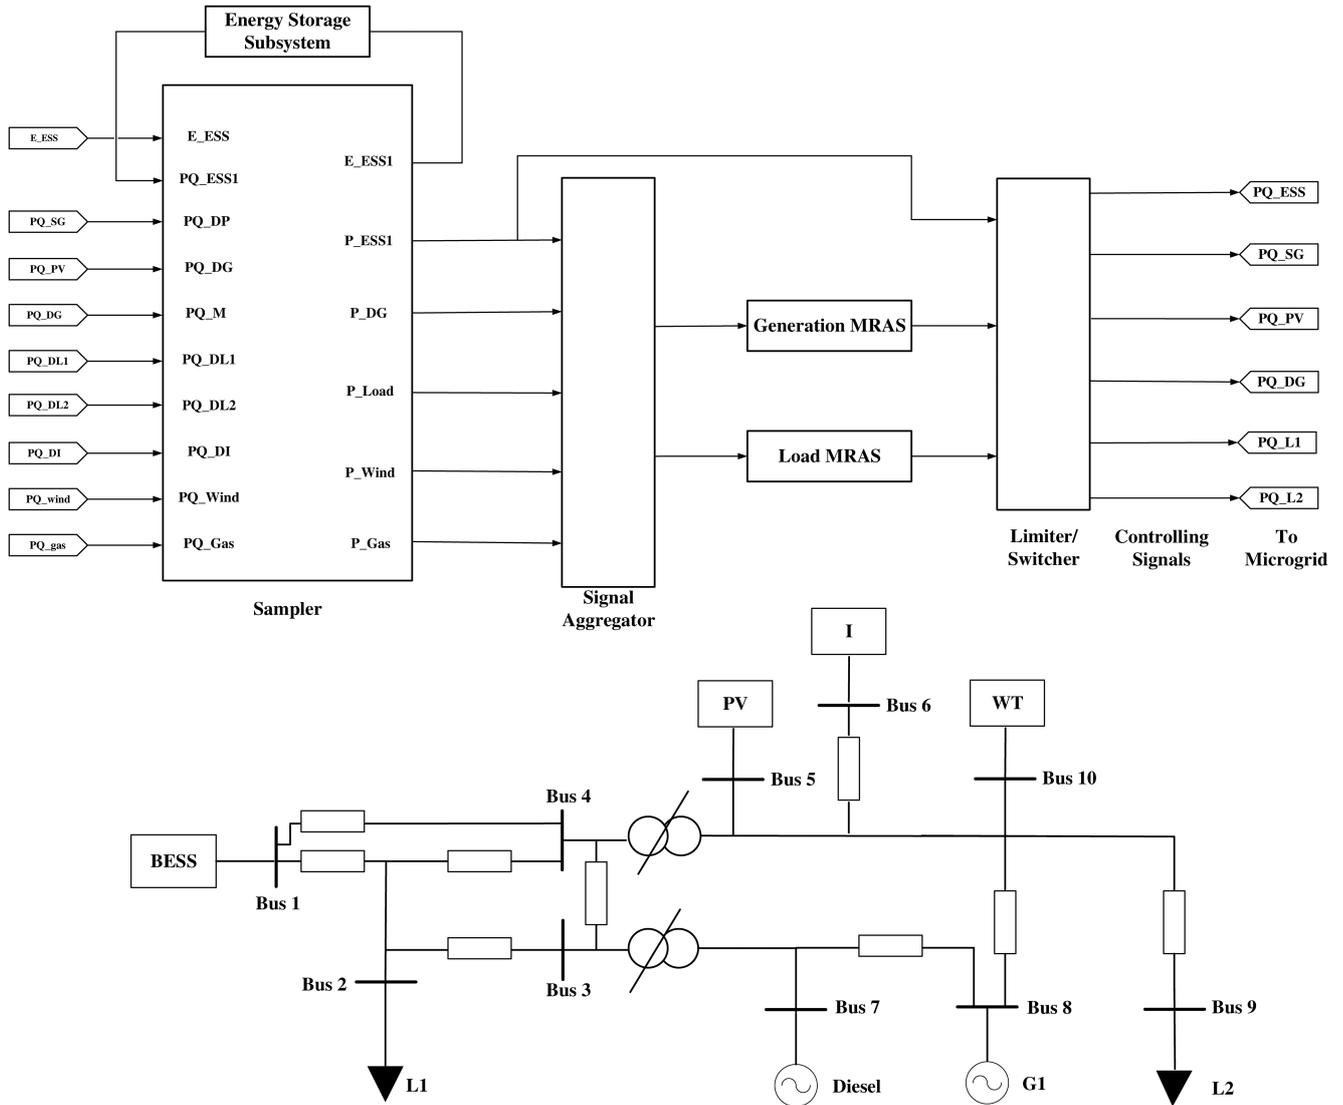 Energy Storage
Subsystem
E_ESS
PQ_SG
PQ_PV
PQ_DG
PQ_DL1
PQ_DL2
PQ_DI
PQ_wind
PQ_gas
E_ESS
PQ_ESS1
PQ_DP
PQ_DG
PQ_M
PQ_DL1
PQ_DL2
PQ_DI
PQ_Wind
PQ_Gas
E_ESS1
P_ESS1
P_DG
P_Load
P_Wind
P_Gas
Sampler
Signal
Aggregator
Generation MRAS
Load MRAS
Limiter/
Switcher
Controlling
Signals
To
Microgrid
PQ_ESS
PQ_SG
PQ_PV
PQ_DG
PQ_L1
PQ_L2
I
PV
WT
Bus 6
Bus 5
Bus 10
Bus 4
BESS
Bus 1
Bus 2
Bus 3
Bus 7
Bus 8
Bus 9
L1
Diesel
G1
L2